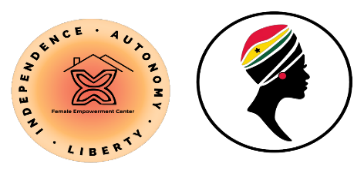 INDEPENDENCE · AUTONOMY · LIBERTY ·
Female Empowerment Center